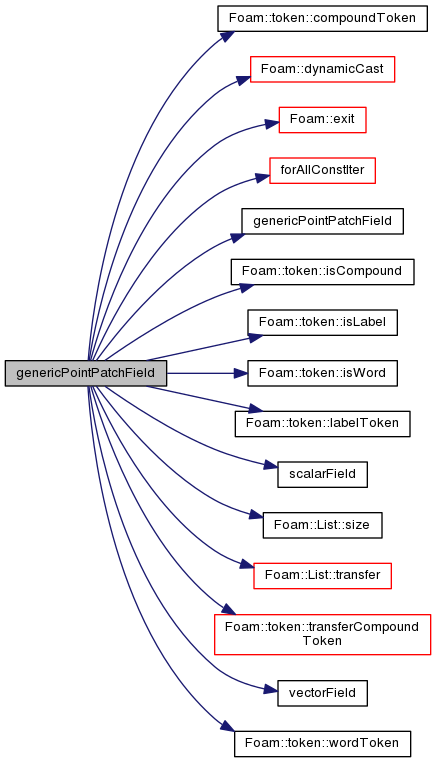 Foam::token::compoundToken
Foam::dynamicCast
Foam::exit
forAllConstIter
genericPointPatchField
Foam::token::isCompound
Foam::token::isLabel
genericPointPatchField
Foam::token::isWord
Foam::token::labelToken
scalarField
Foam::List::size
Foam::List::transfer
Foam::token::transferCompound
Token
vectorField
Foam::token::wordToken